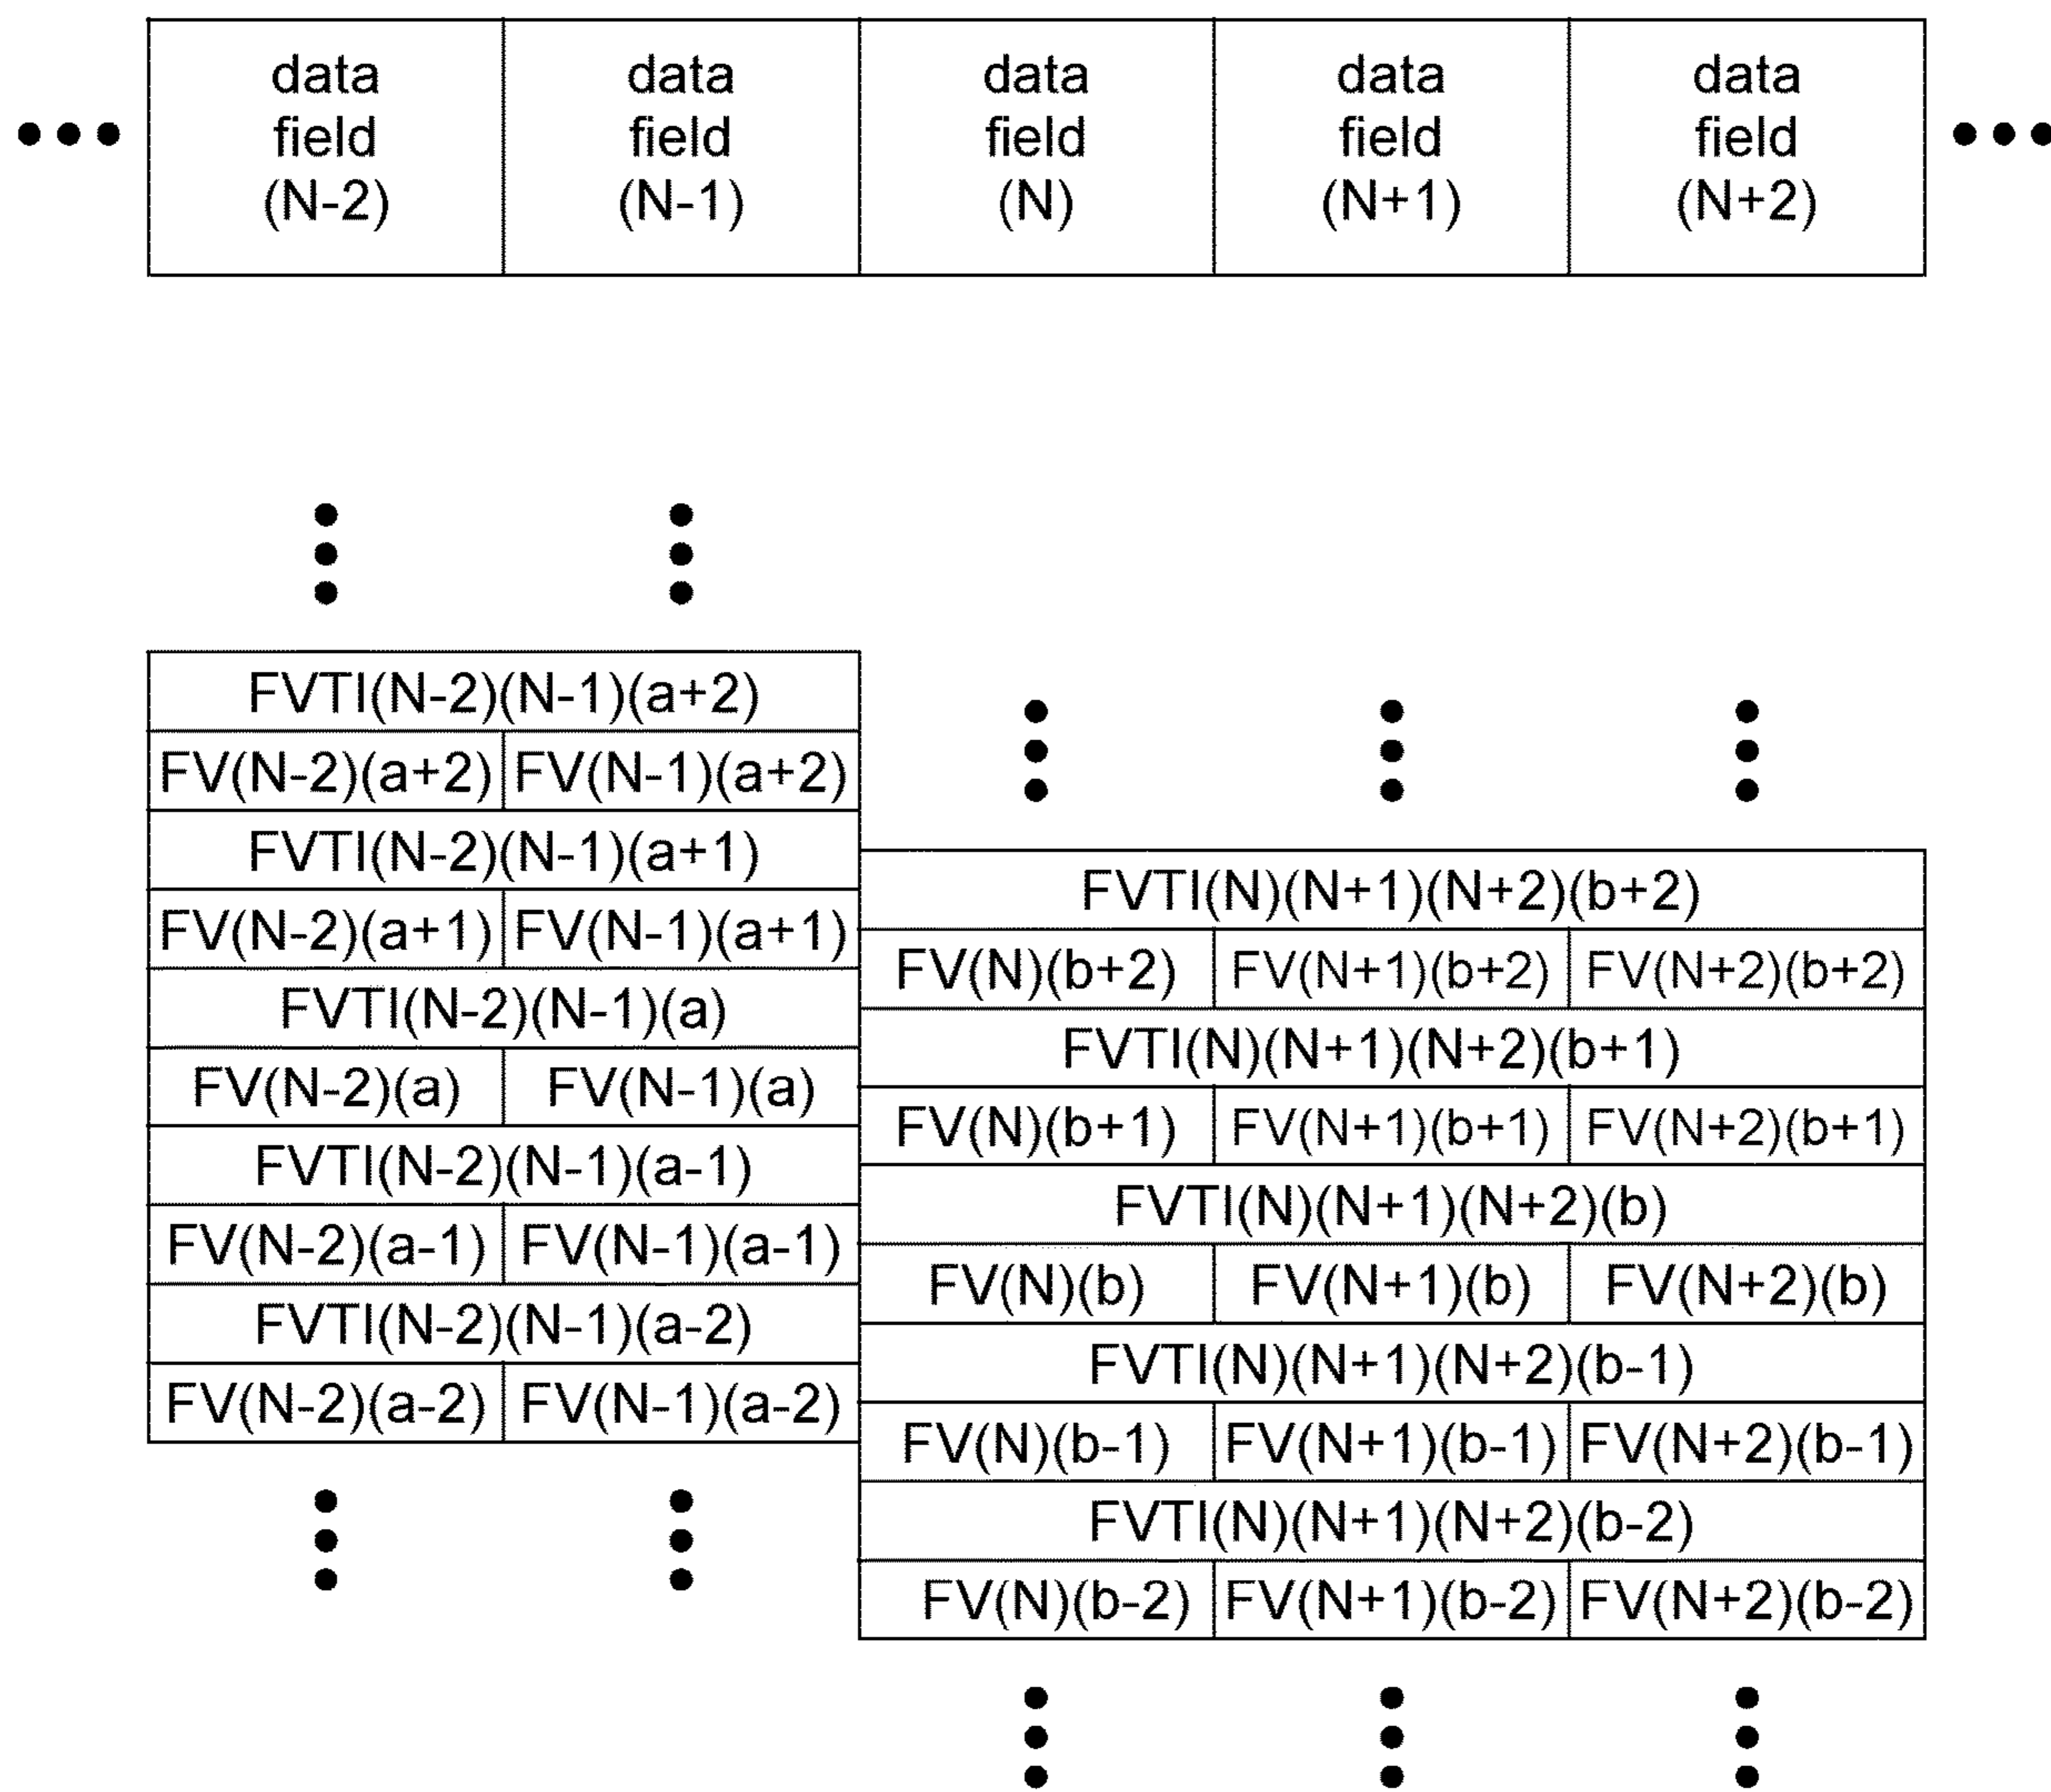 data field (N-2)
data field (N-1)
data field (N)
data field (N+1)
data field (N+2)
FVTI(N-2)(N-1)(a+2)
FV(N-2)(a+2) FV(N-1)(a+2)
FVTI(N-2)(N-1)(a+1)
FV(N-2)(a+1) FV(N-1)(a+1)
FVTI(N-2)(N-1)(a)
FV(N-2)(a) FV(N-1)(a)
FVTI(N-2)(N-1)(a-1)
FV(N-2)(a-1) FV(N-1)(a-1)
FVTI(N-2)(N-1)(a-2)
FV(N-2)(a-2) FV(N-1)(a-2)
FVTI(N)(N+1)(N+2)(b+2)
FV(N)(b+2) FV(N+1)(b+2) FV(N+2)(b+2)
FVTI(N)(N+1)(N+2)(b+1)
FV(N)(b+1) FV(N+1)(b+1) FV(N+2)(b+1)
FVTI(N)(N+1)(N+2)(b)
FV(N)(b) FV(N+1)(b) FV(N+2)(b)
FVTI(N)(N+1)(N+2)(b-1)
FV(N)(b-1) FV(N+1)(b-1) FV(N+2)(b-1)
FVTI(N)(N+1)(N+2)(b-2)
FV(N)(b-2) FV(N+1)(b-2) FV(N+2)(b-2)